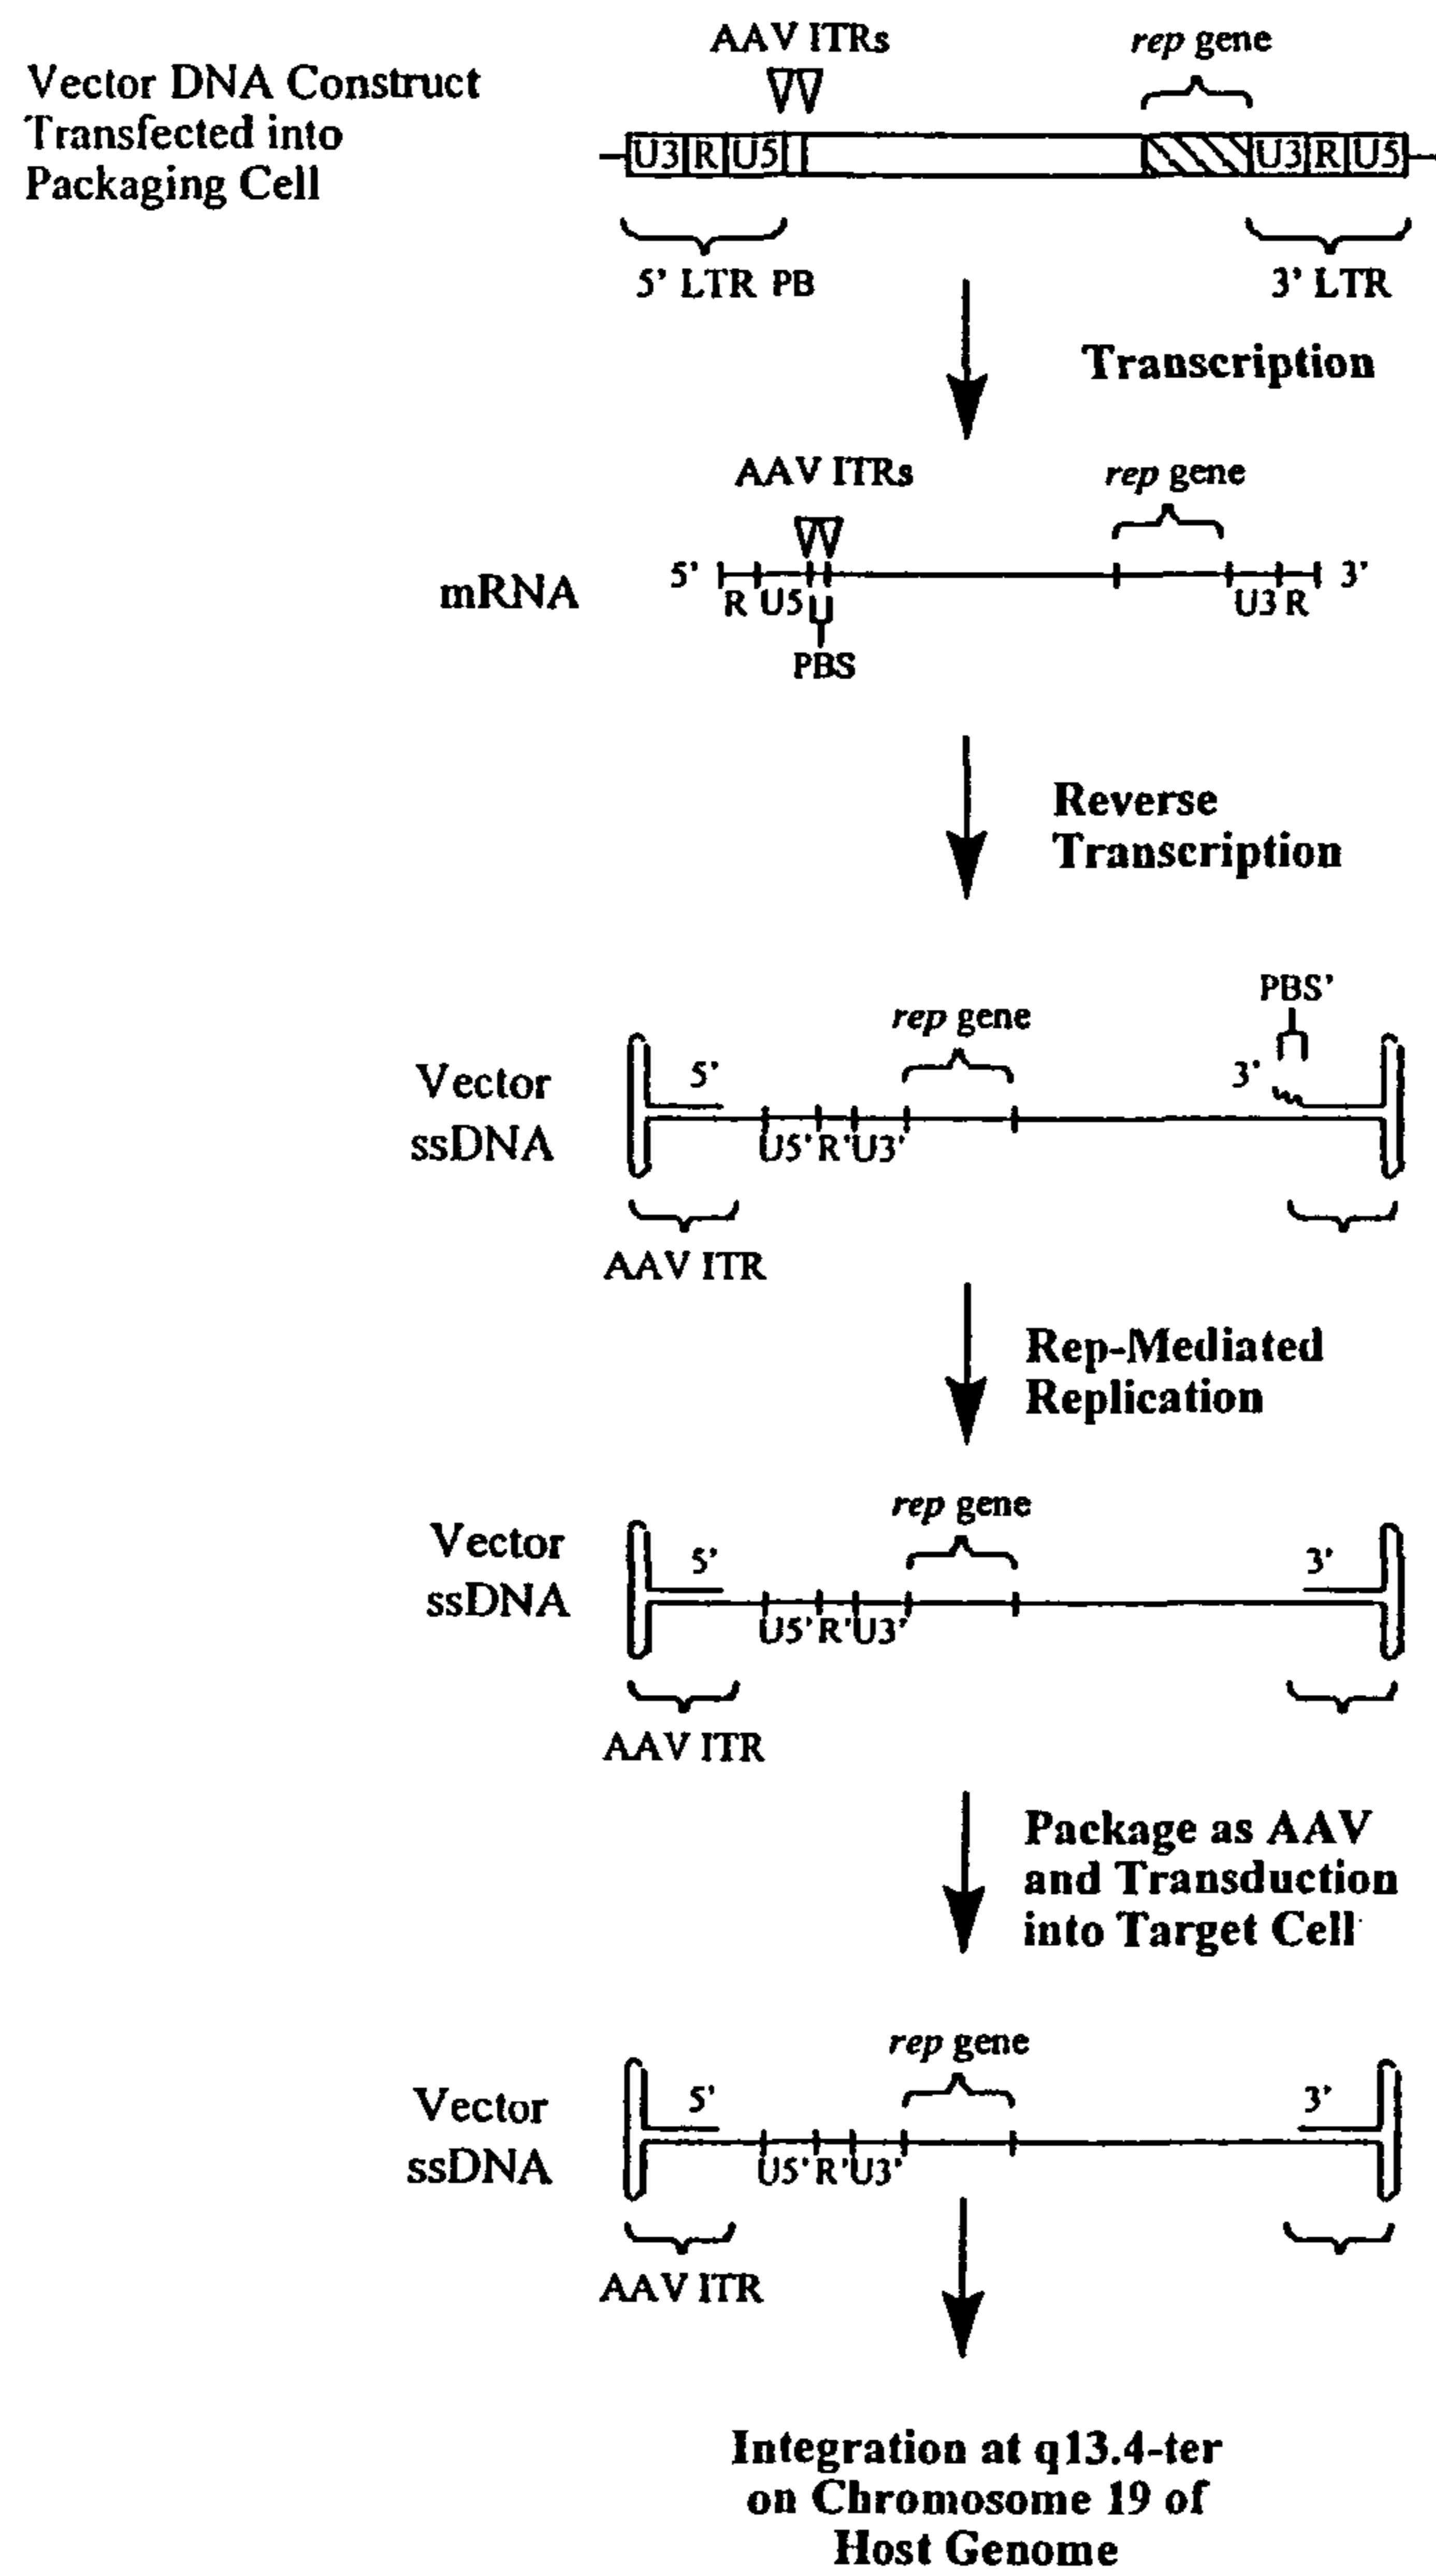 AAV ITRs
rep gene
Vector DNA Construct
Transfected into
Packaging Cell
U3 R U5 U3 R U5
5' LTR PB 3' LTR
Transcription
AAV ITRs
rep gene
mRNA
5' 3'
R U5 U3 R
PBS
Reverse
Transcription
PBS'
rep gene
Vector
ssDNA
5' 3'
U5' R' U3'
AAV ITR
Rep-Mediated
Replication
rep gene
Vector
ssDNA
5' 3'
U5' R' U3'
AAV ITR
Package as AAV
and Transduction
into Target Cell
rep gene
Vector
ssDNA
5' 3'
U5' R' U3'
AAV ITR
Integration at q13.4-ter
on Chromosome 19 of
Host Genome